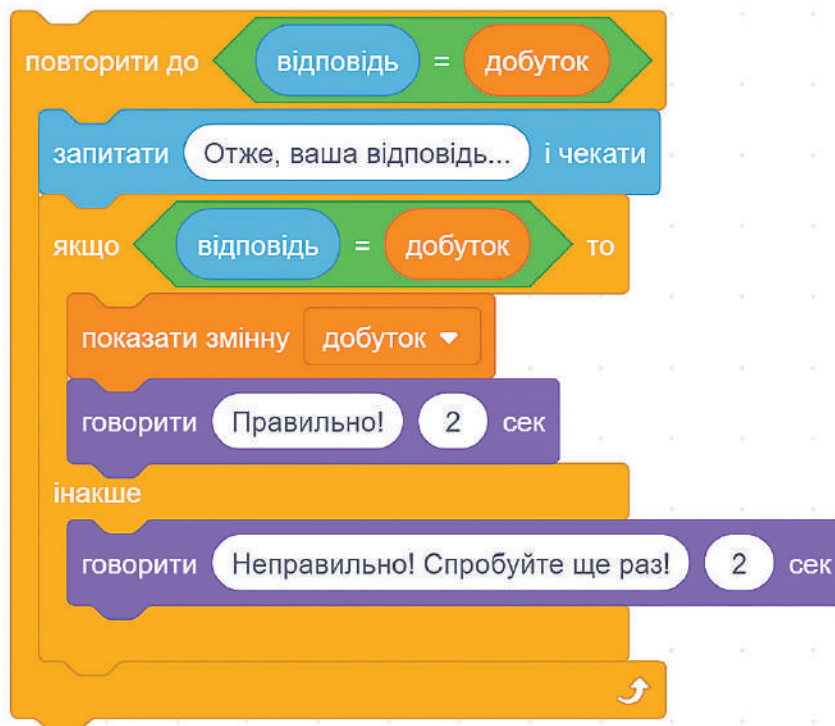 повторити до відповідь = добуток
запитати Отже, ваша відповідь... і чекати
якщо відповідь = добуток то
показати змінну добуток
говорити Правильно! 2 сек
інакше
говорити Неправильно! Спробуйте ще раз! 2 сек